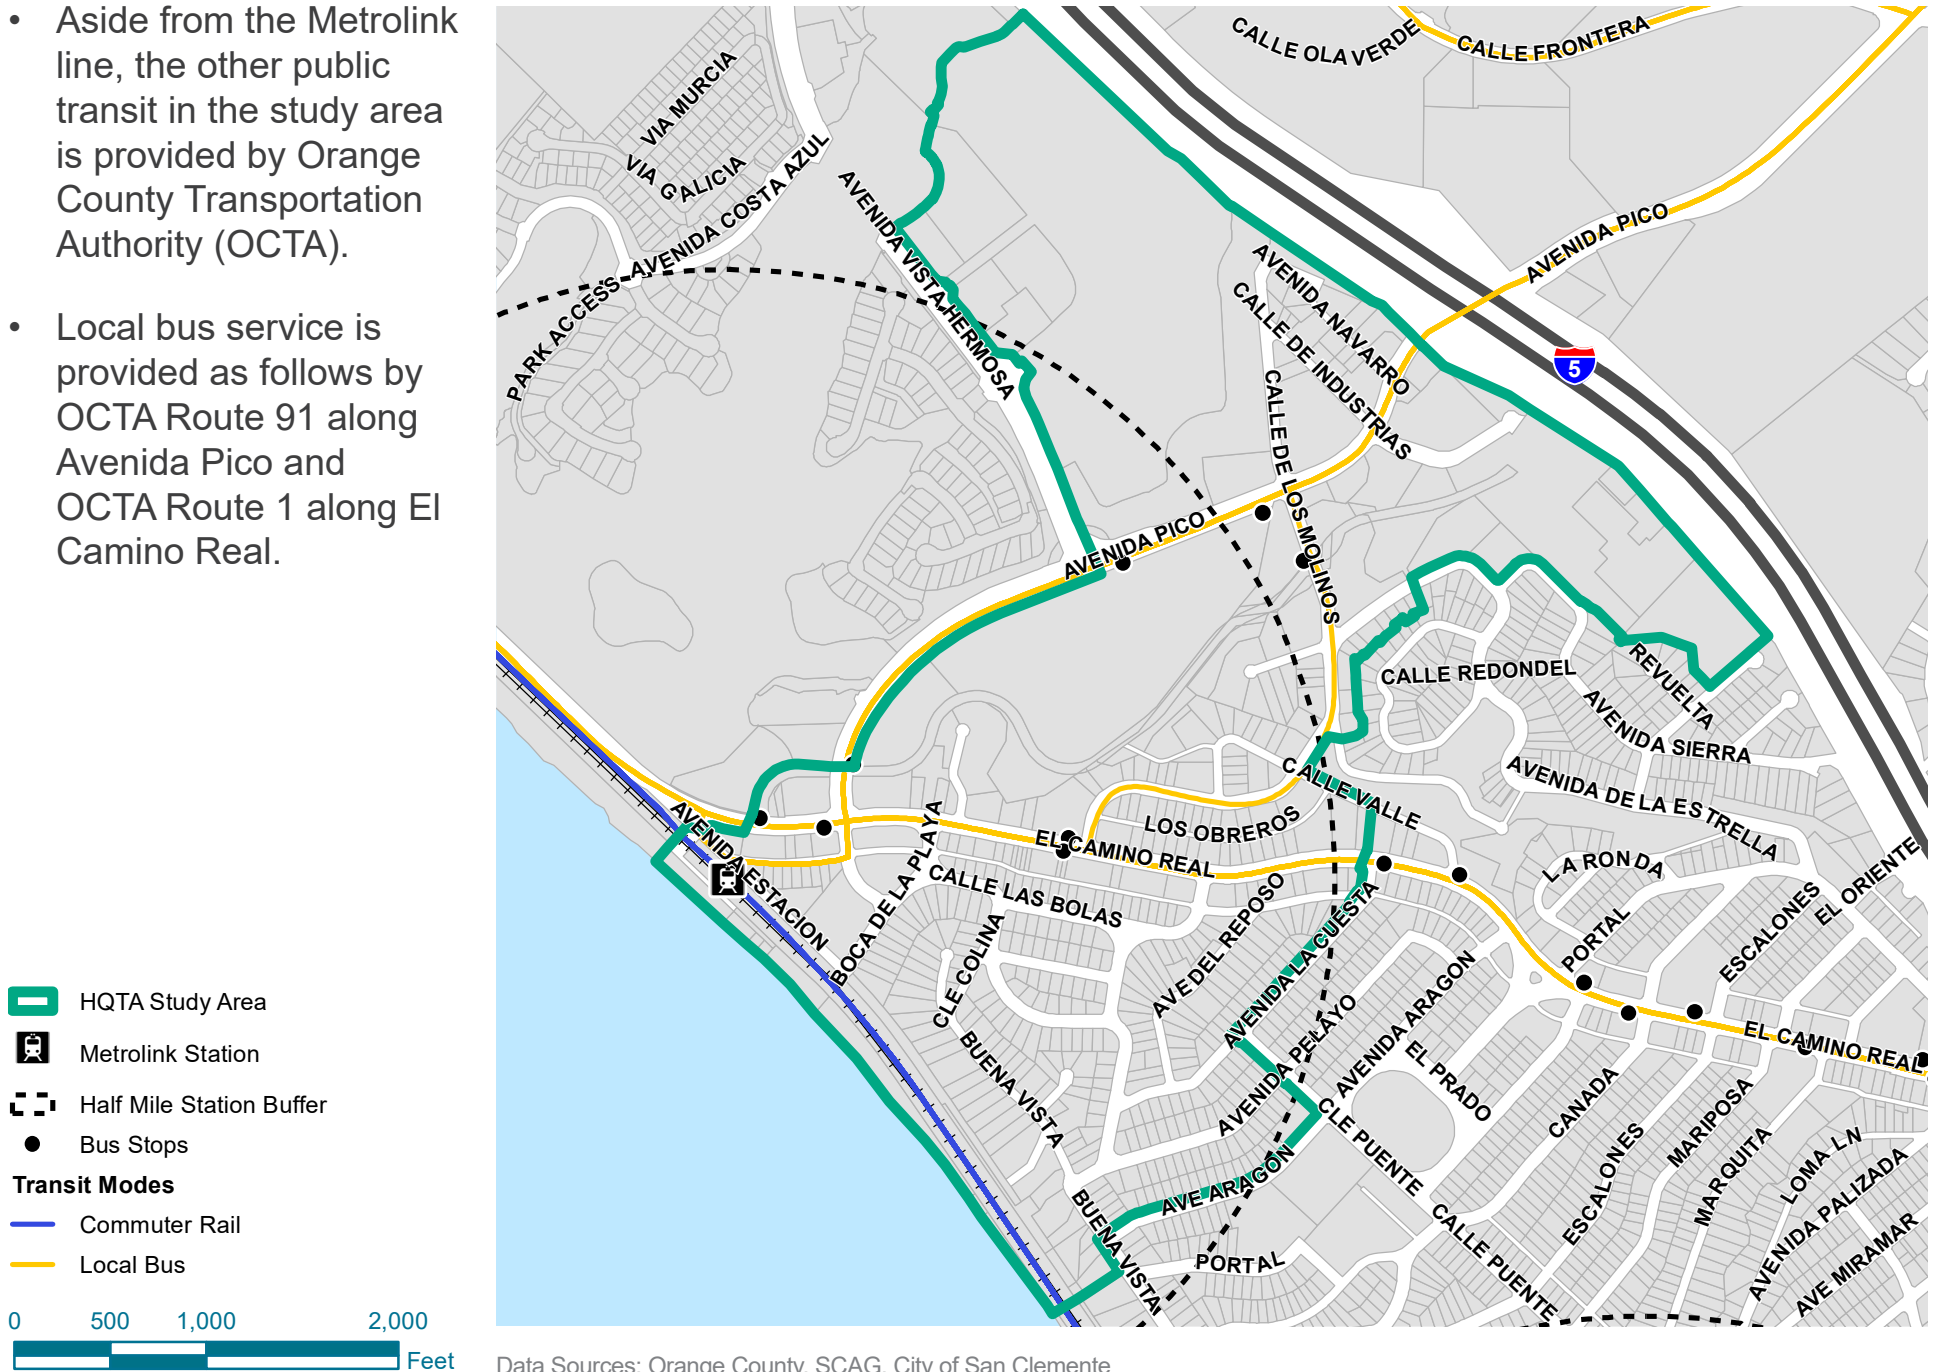 • Aside from the Metrolink
line, the other public
transit in the study area
is provided by Orange
County Transportation
Authority (OCTA).
• Local bus service is
provided as follows by
OCTA Route 91 along
Avenida Pico and
OCTA Route 1 along El
Camino Real.
HQTA Study Area
Metrolink Station
Half Mile Station Buffer
Bus Stops
Transit Modes
Commuter Rail
Local Bus
0 500 1,000 2,000
Feet
CALLE OLA VERDE
CALLE FRONTERA
VIA MURCIA
VIA GALICIA
AVENIDA COSTA AZUL
PARK ACCESS
AVENIDA VISTA HERMOSA
AVENIDA PICO
AVENIDA NAVARRO
CALLE DE INDUSTRIAS
5
CALLE DE LOS MOLINOS
AVENIDA PICO
CALLE REDONDEL
REVUELTA
AVENIDA SIERRA
AVENIDA DE LA ESTRELLA
CALLE VALLE
LOS OBREROS
EL CAMINO REAL
AVENIDA ESTACION
BOCA DE LA PLAYA
CALLE LAS BOLAS
CLE COLINA
AVE DEL REPOSO
AVENIDA LA CUESTA
LA RONDA
PORTAL
ESCALONES
EL ORIENTE
AVENIDA PELAYO
AVENIDA ARAGON
EL PRADO
EL CAMINO REAL
BUENA VISTA
CLE PUENTE
CANADA
MARIPOSA
ESCALONES
MARQUITA
LOMA LN
AVENIDA PALIZADA
AVE MIRAMAR
AVE ARAGON
BUENA VISTA
PORTAL
CALLE PUENTE
Data Sources: Orange County, SCAG, City of San Clemente